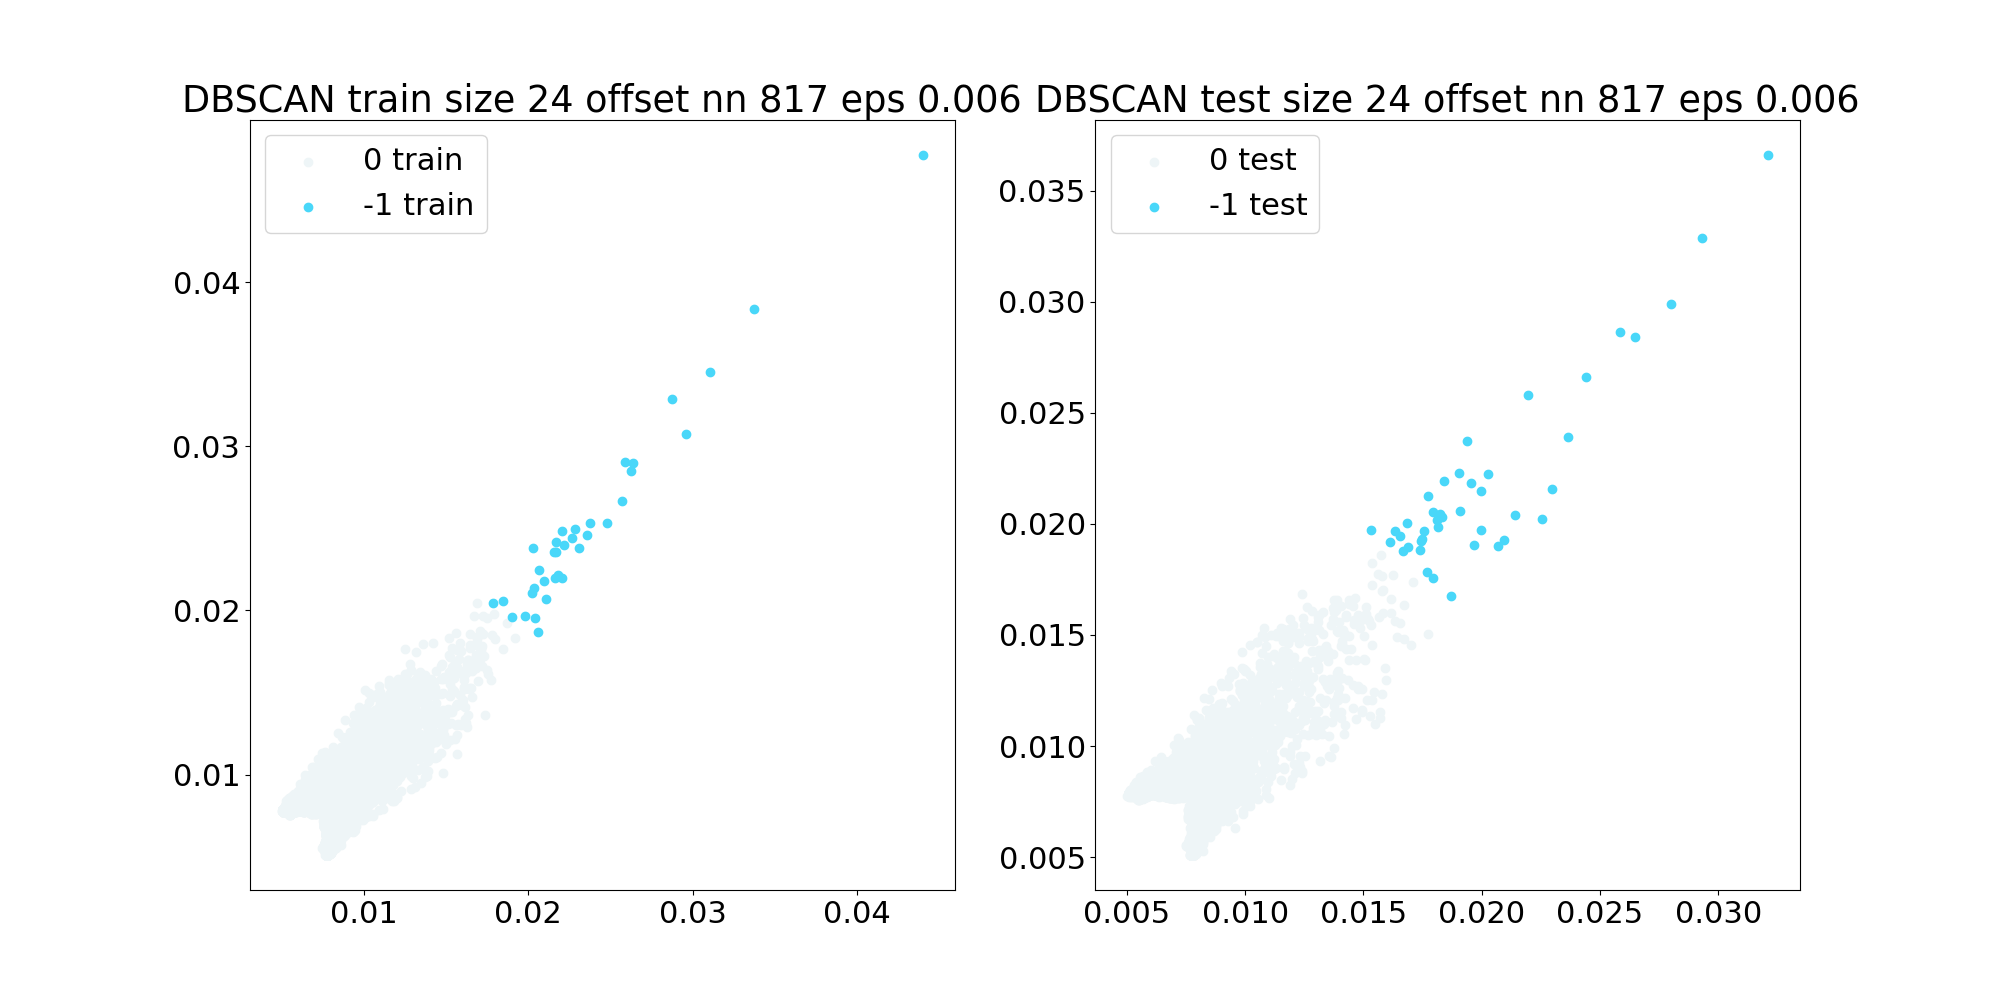 DBSCAN train size 24 offset nn 817 eps 0.006
0 train
-1 train
0.04
0.03
0.02
0.01
0.01 0.02 0.03 0.04
DBSCAN test size 24 offset nn 817 eps 0.006
0 test
-1 test
0.035
0.030
0.025
0.020
0.015
0.010
0.005
0.005 0.010 0.015 0.020 0.025 0.030